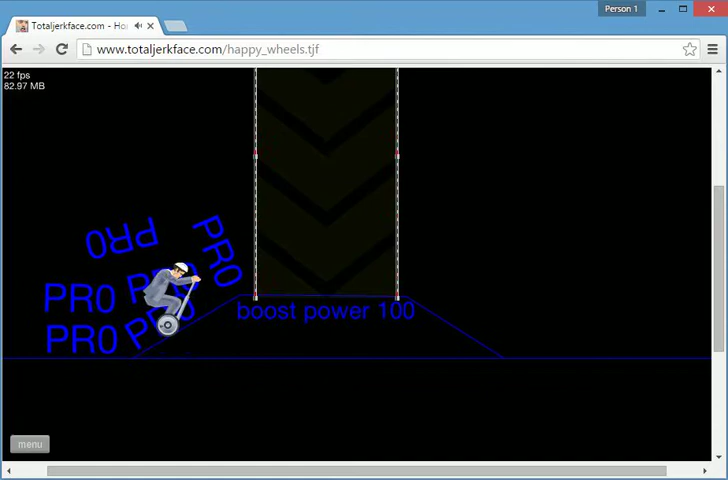 Person 1
Totaljerkface.com - Ho
www.totaljerkface.com/happy_wheels.tjf
22 fps
82.97 MB
PR0
PR0
PR0 PR0
PR0 PR0
boost power 100
menu